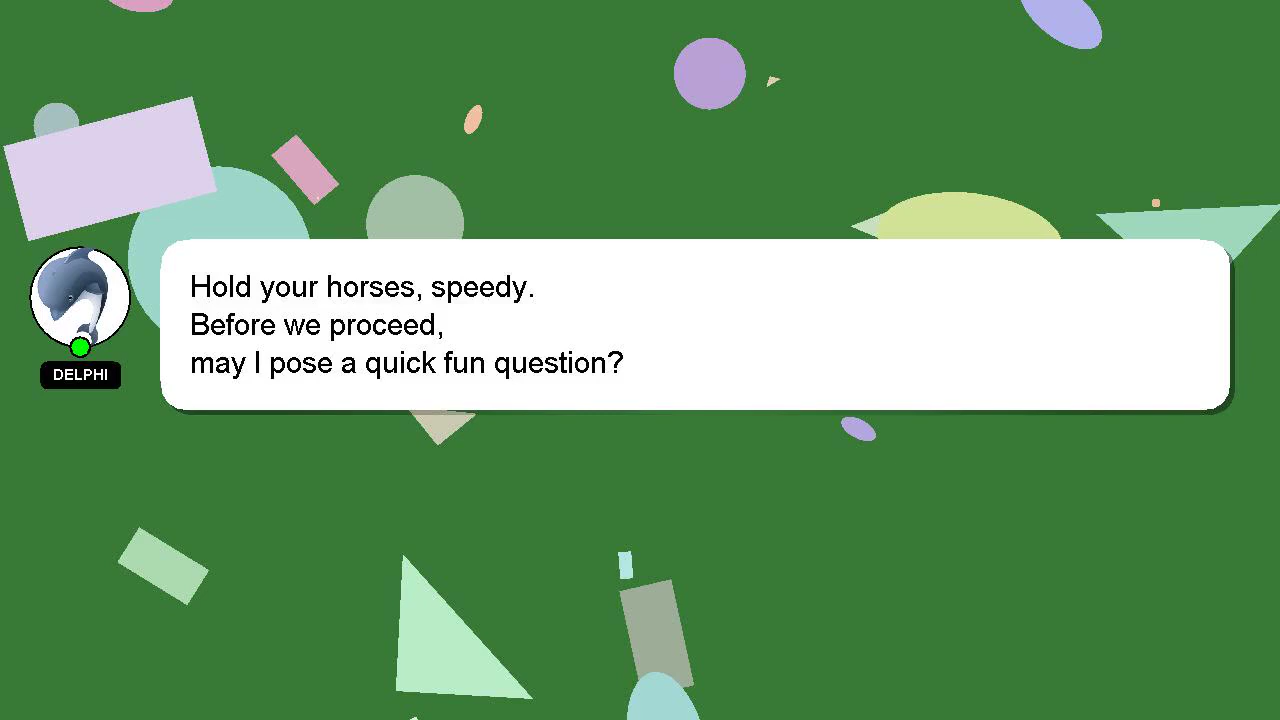 Hold your horses, speedy.
Before we proceed,
may I pose a quick fun question?
DELPHI